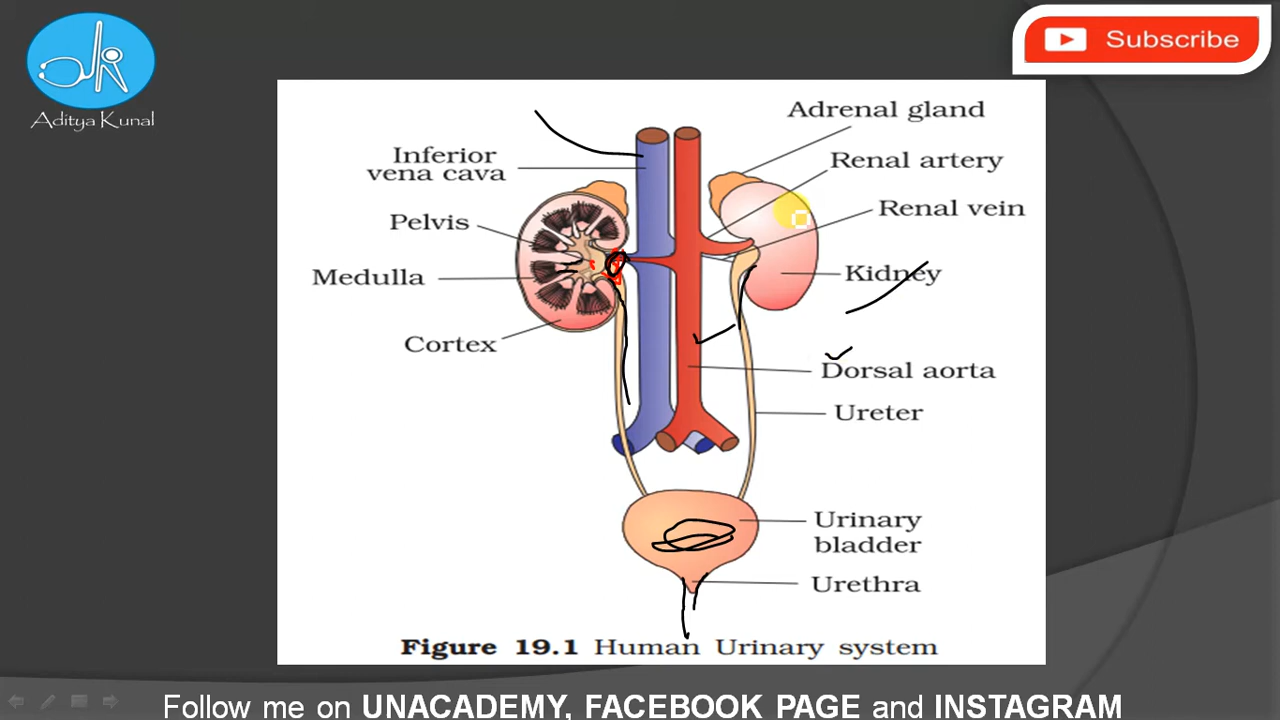 Aditya Kunal
Subscribe
Adrenal gland
Inferior
vena cava
Renal artery
Pelvis
Renal vein
Medulla
Kidney
Cortex
Dorsal aorta
Ureter
Urinary
bladder
Urethra
Figure 19.1 Human Urinary system
Follow me on UNACADEMY, FACEBOOK PAGE and INSTAGRAM